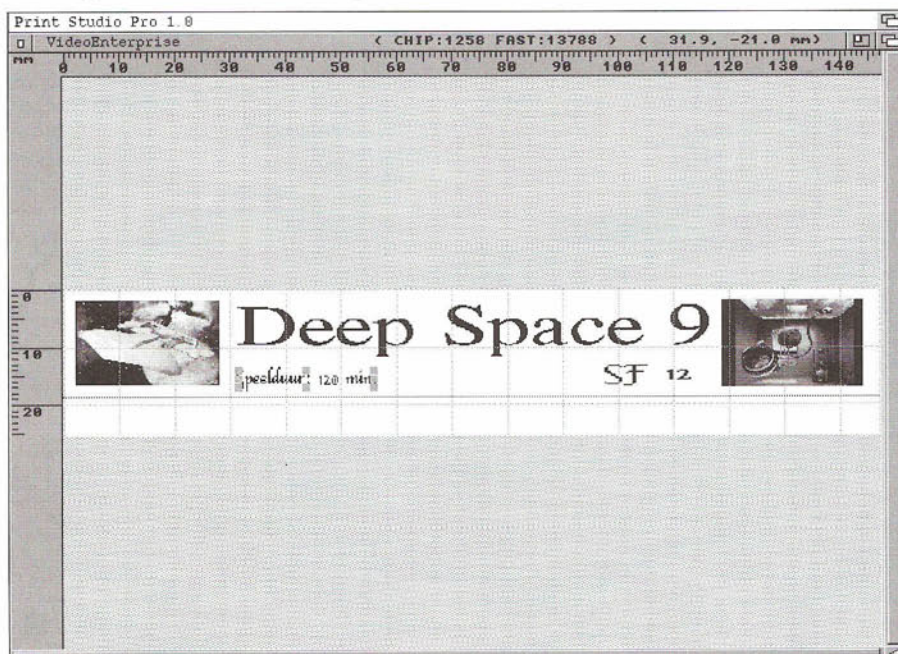 Print Studio Pro 1.0
VideoEnterprise < CHIP:1258 FAST:13788 > ( 31.9, -21.0 mm)
mm 0 10 20 30 40 50 60 70 80 90 100 110 120 130 140
0
Deep Space 9
10
Speelduur: 120 min.
SF 12
20